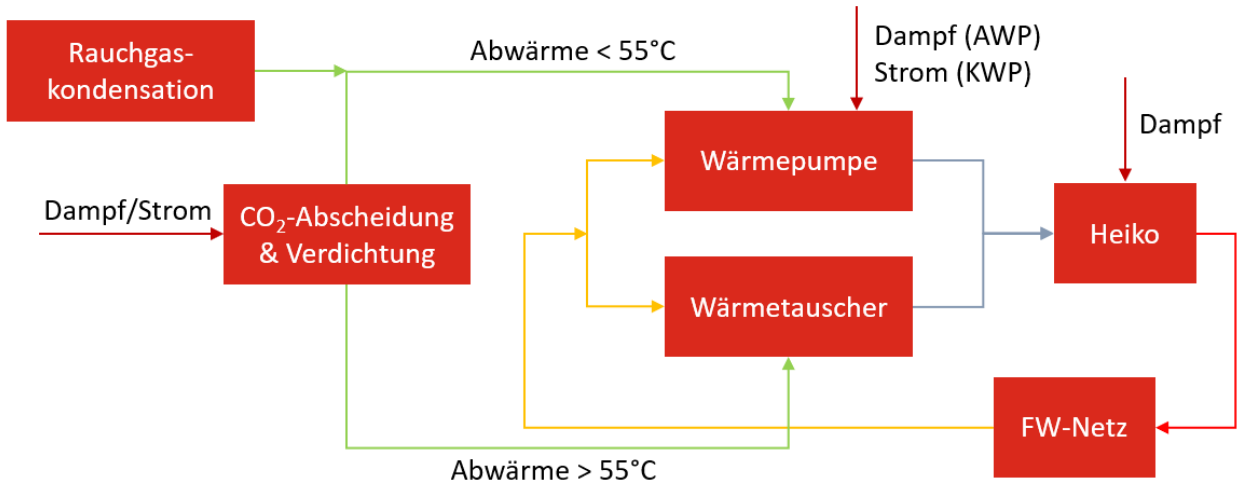 Rauchgas-
kondensation
Abwärme < 55°C
Dampf (AWP)
Strom (KWP)
Dampf
Wärmepumpe
Dampf/Strom
CO₂-Abscheidung
& Verdichtung
Heiko
Wärmetauscher
FW-Netz
Abwärme > 55°C